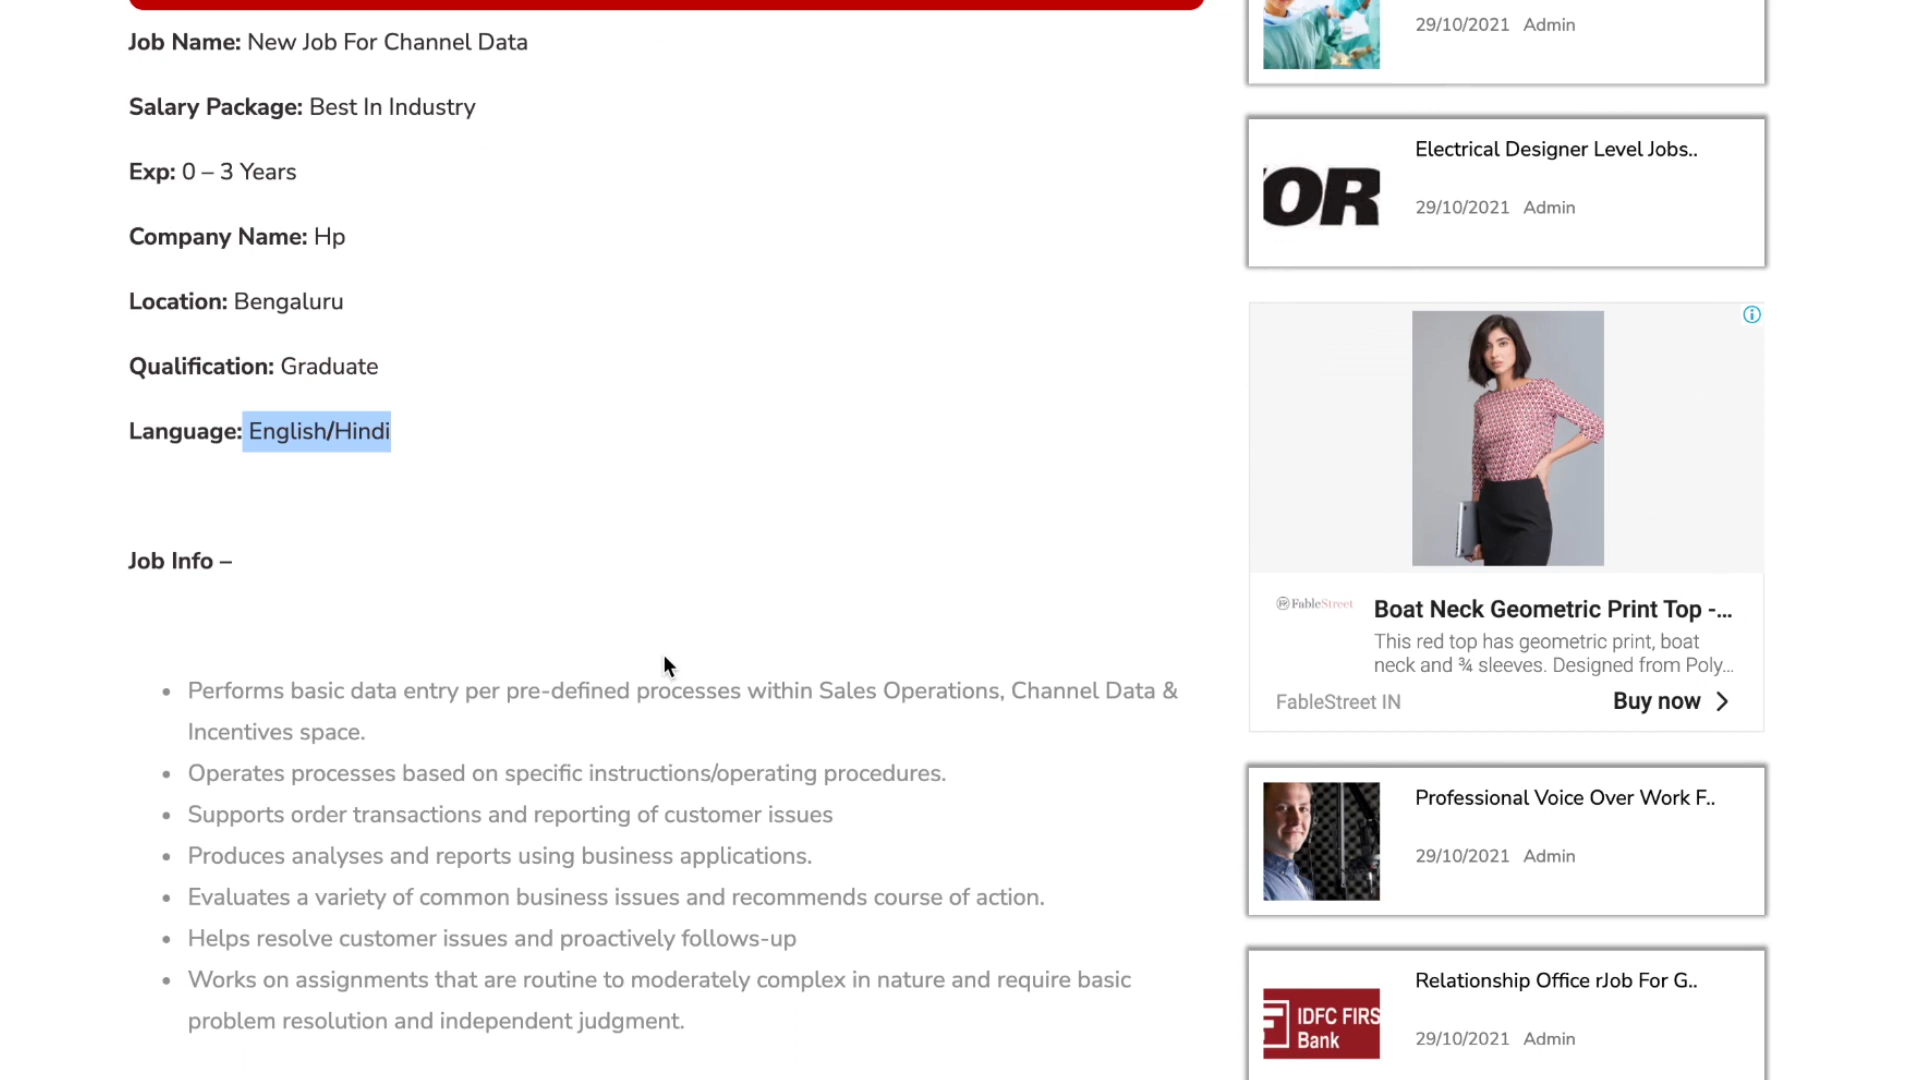 Job Name: New Job For Channel Data
Salary Package: Best In Industry
Exp: 0 – 3 Years
Company Name: Hp
Location: Bengaluru
Qualification: Graduate
Language: English/Hindi
Job Info –
• Performs basic data entry per pre-defined processes within Sales Operations, Channel Data &
Incentives space.
• Operates processes based on specific instructions/operating procedures.
• Supports order transactions and reporting of customer issues
• Produces analyses and reports using business applications.
• Evaluates a variety of common business issues and recommends course of action.
• Helps resolve customer issues and proactively follows-up
• Works on assignments that are routine to moderately complex in nature and require basic
problem resolution and independent judgment.
29/10/2021 Admin
Electrical Designer Level Jobs..
OR
29/10/2021 Admin
FableStreet
Boat Neck Geometric Print Top -...
This red top has geometric print, boat
neck and ¾ sleeves. Designed from Poly...
FableStreet IN
Buy now
Professional Voice Over Work F..
29/10/2021 Admin
Relationship Office rJob For G..
IDFC FIRS
Bank
29/10/2021 Admin